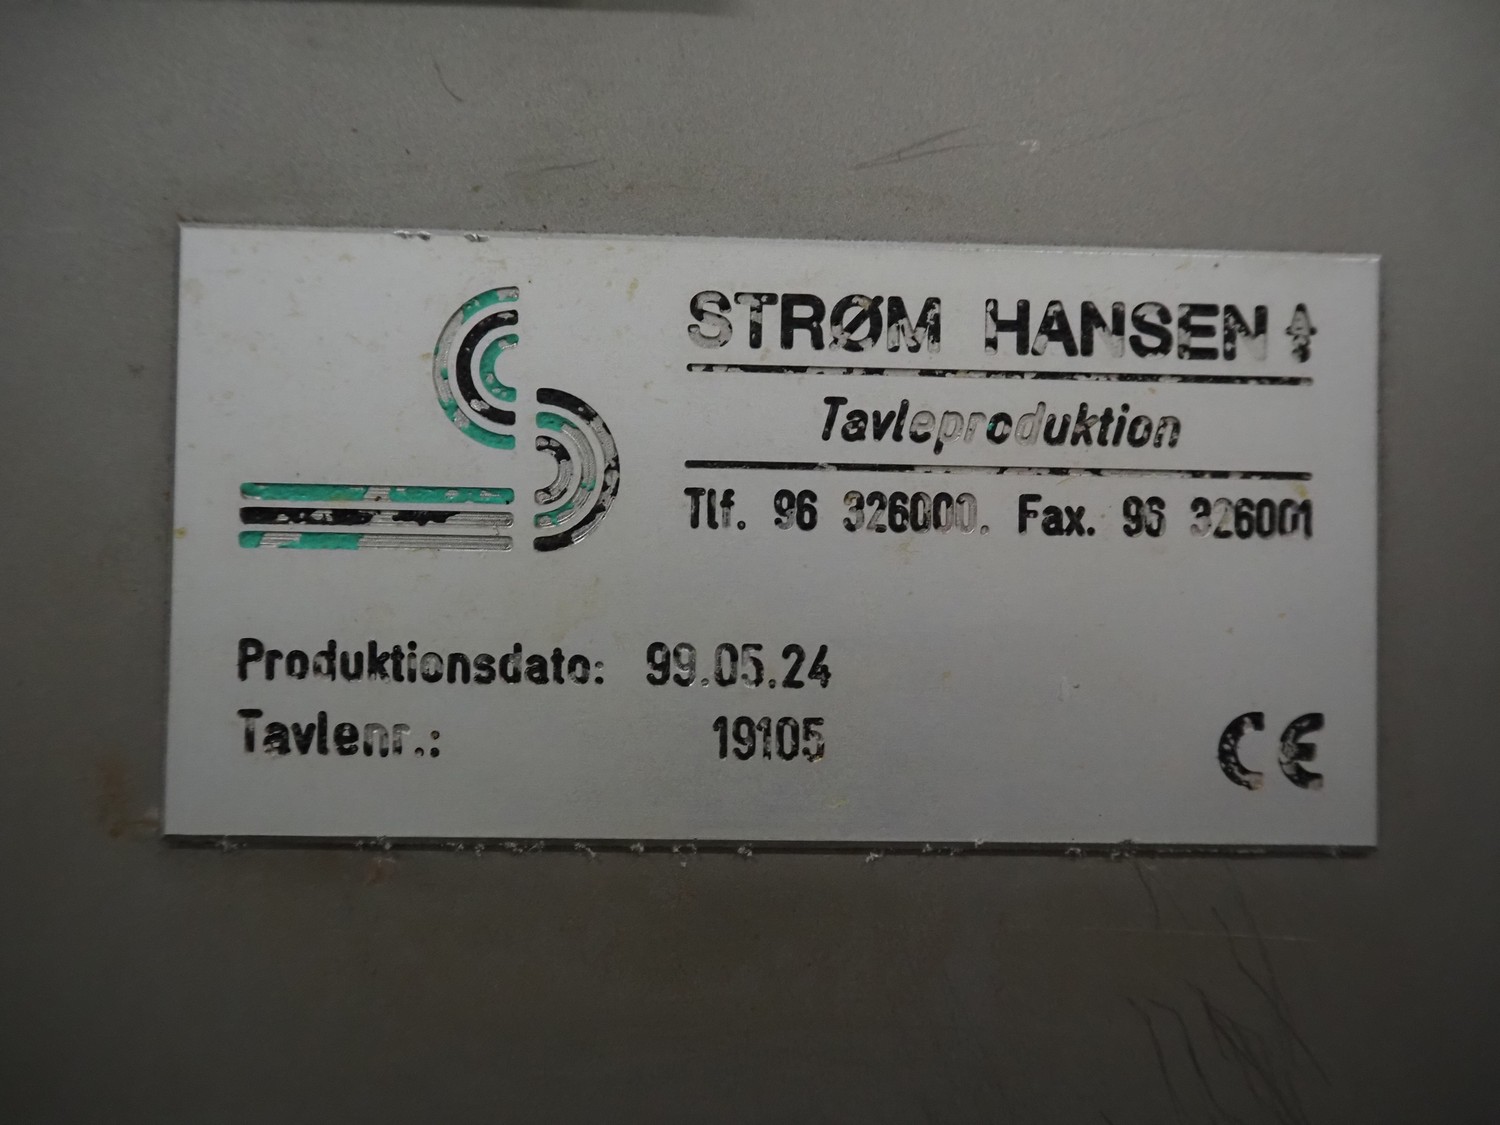 STRØM HANSEN A/S
Tavleproduktion
Tlf. 96 326000. Fax. 96 326001
Produktionsdato: 99.05.24
Tavlenr.: 19105
CE